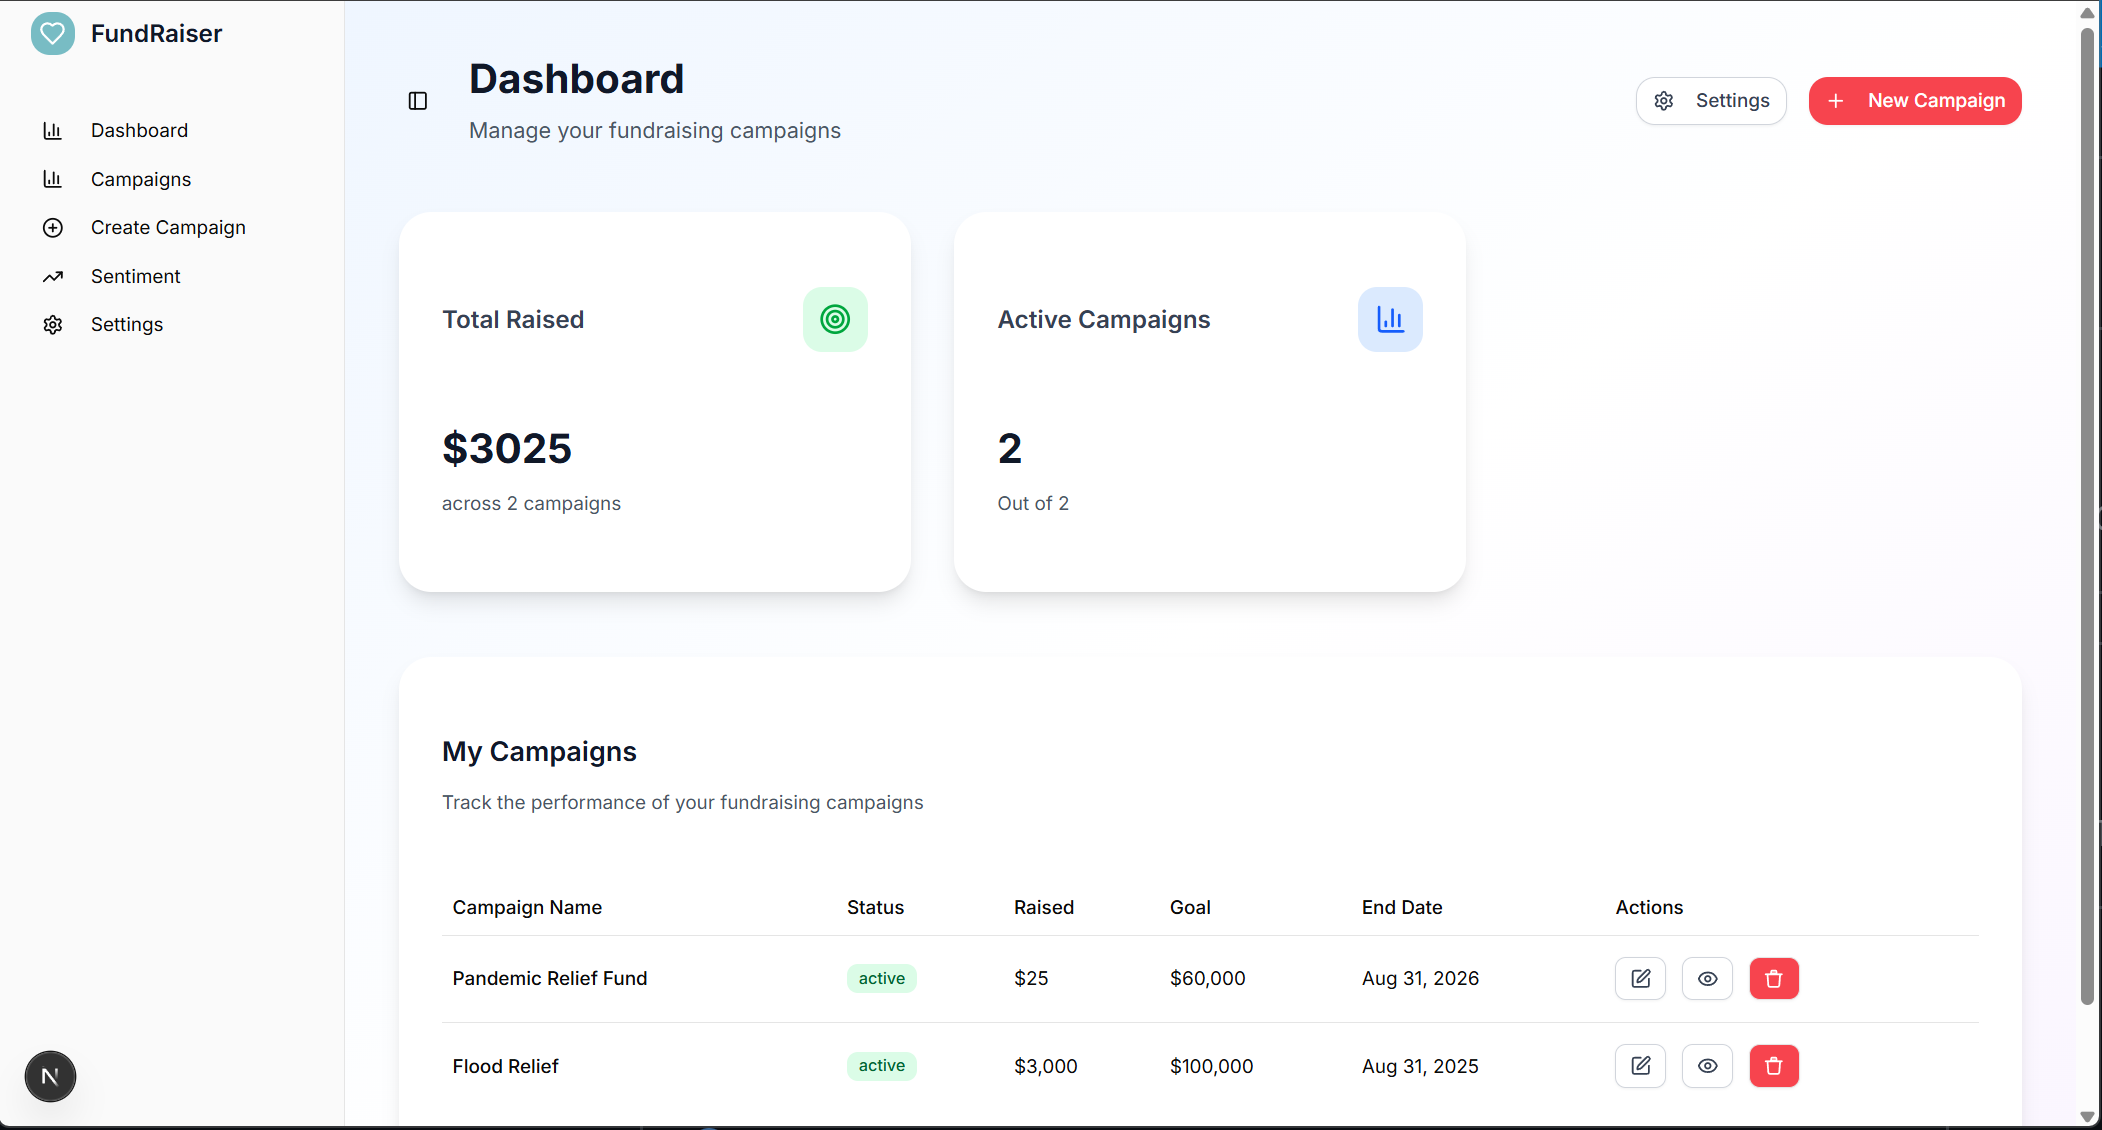 FundRaiser
Dashboard
Campaigns
Create Campaign
Sentiment
Settings
Dashboard
Manage your fundraising campaigns
Settings
New Campaign
Total Raised
$3025
across 2 campaigns
Active Campaigns
2
Out of 2
My Campaigns
Track the performance of your fundraising campaigns
Campaign Name Status Raised Goal End Date Actions
Pandemic Relief Fund active $25 $60,000 Aug 31, 2026
Flood Relief active $3,000 $100,000 Aug 31, 2025
N